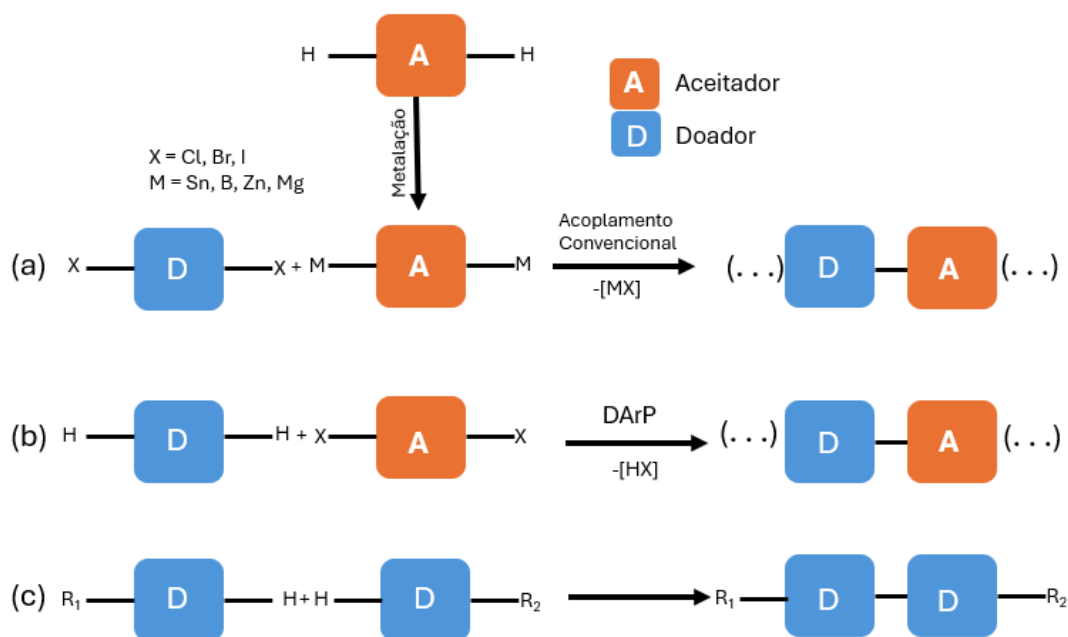 H A H
A Aceitador
D Doador
Metalação
X = Cl, Br, I
M = Sn, B, Zn, Mg
(a) X D X + M A M Acoplamento
Convencional
-[MX]
(...) D A (...)
(b) H D H + X A X DArP
-[HX]
(...) D A (...)
(c) R₁ D H + H D R₂ R₁ D D R₂